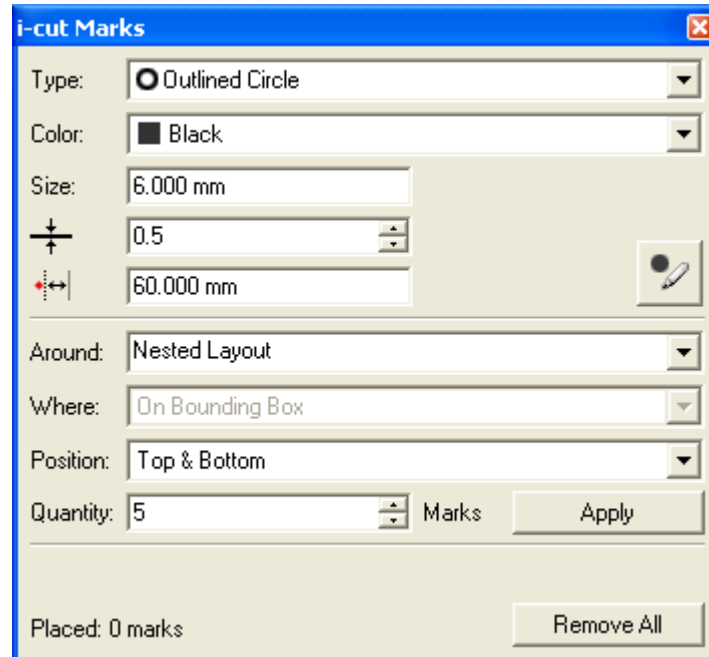 i-cut Marks
Type: Outlined Circle
Color: Black
Size: 6.000 mm
0.5
60.000 mm
Around: Nested Layout
Where: On Bounding Box
Position: Top & Bottom
Quantity: 5 Marks Apply
Placed: 0 marks Remove All